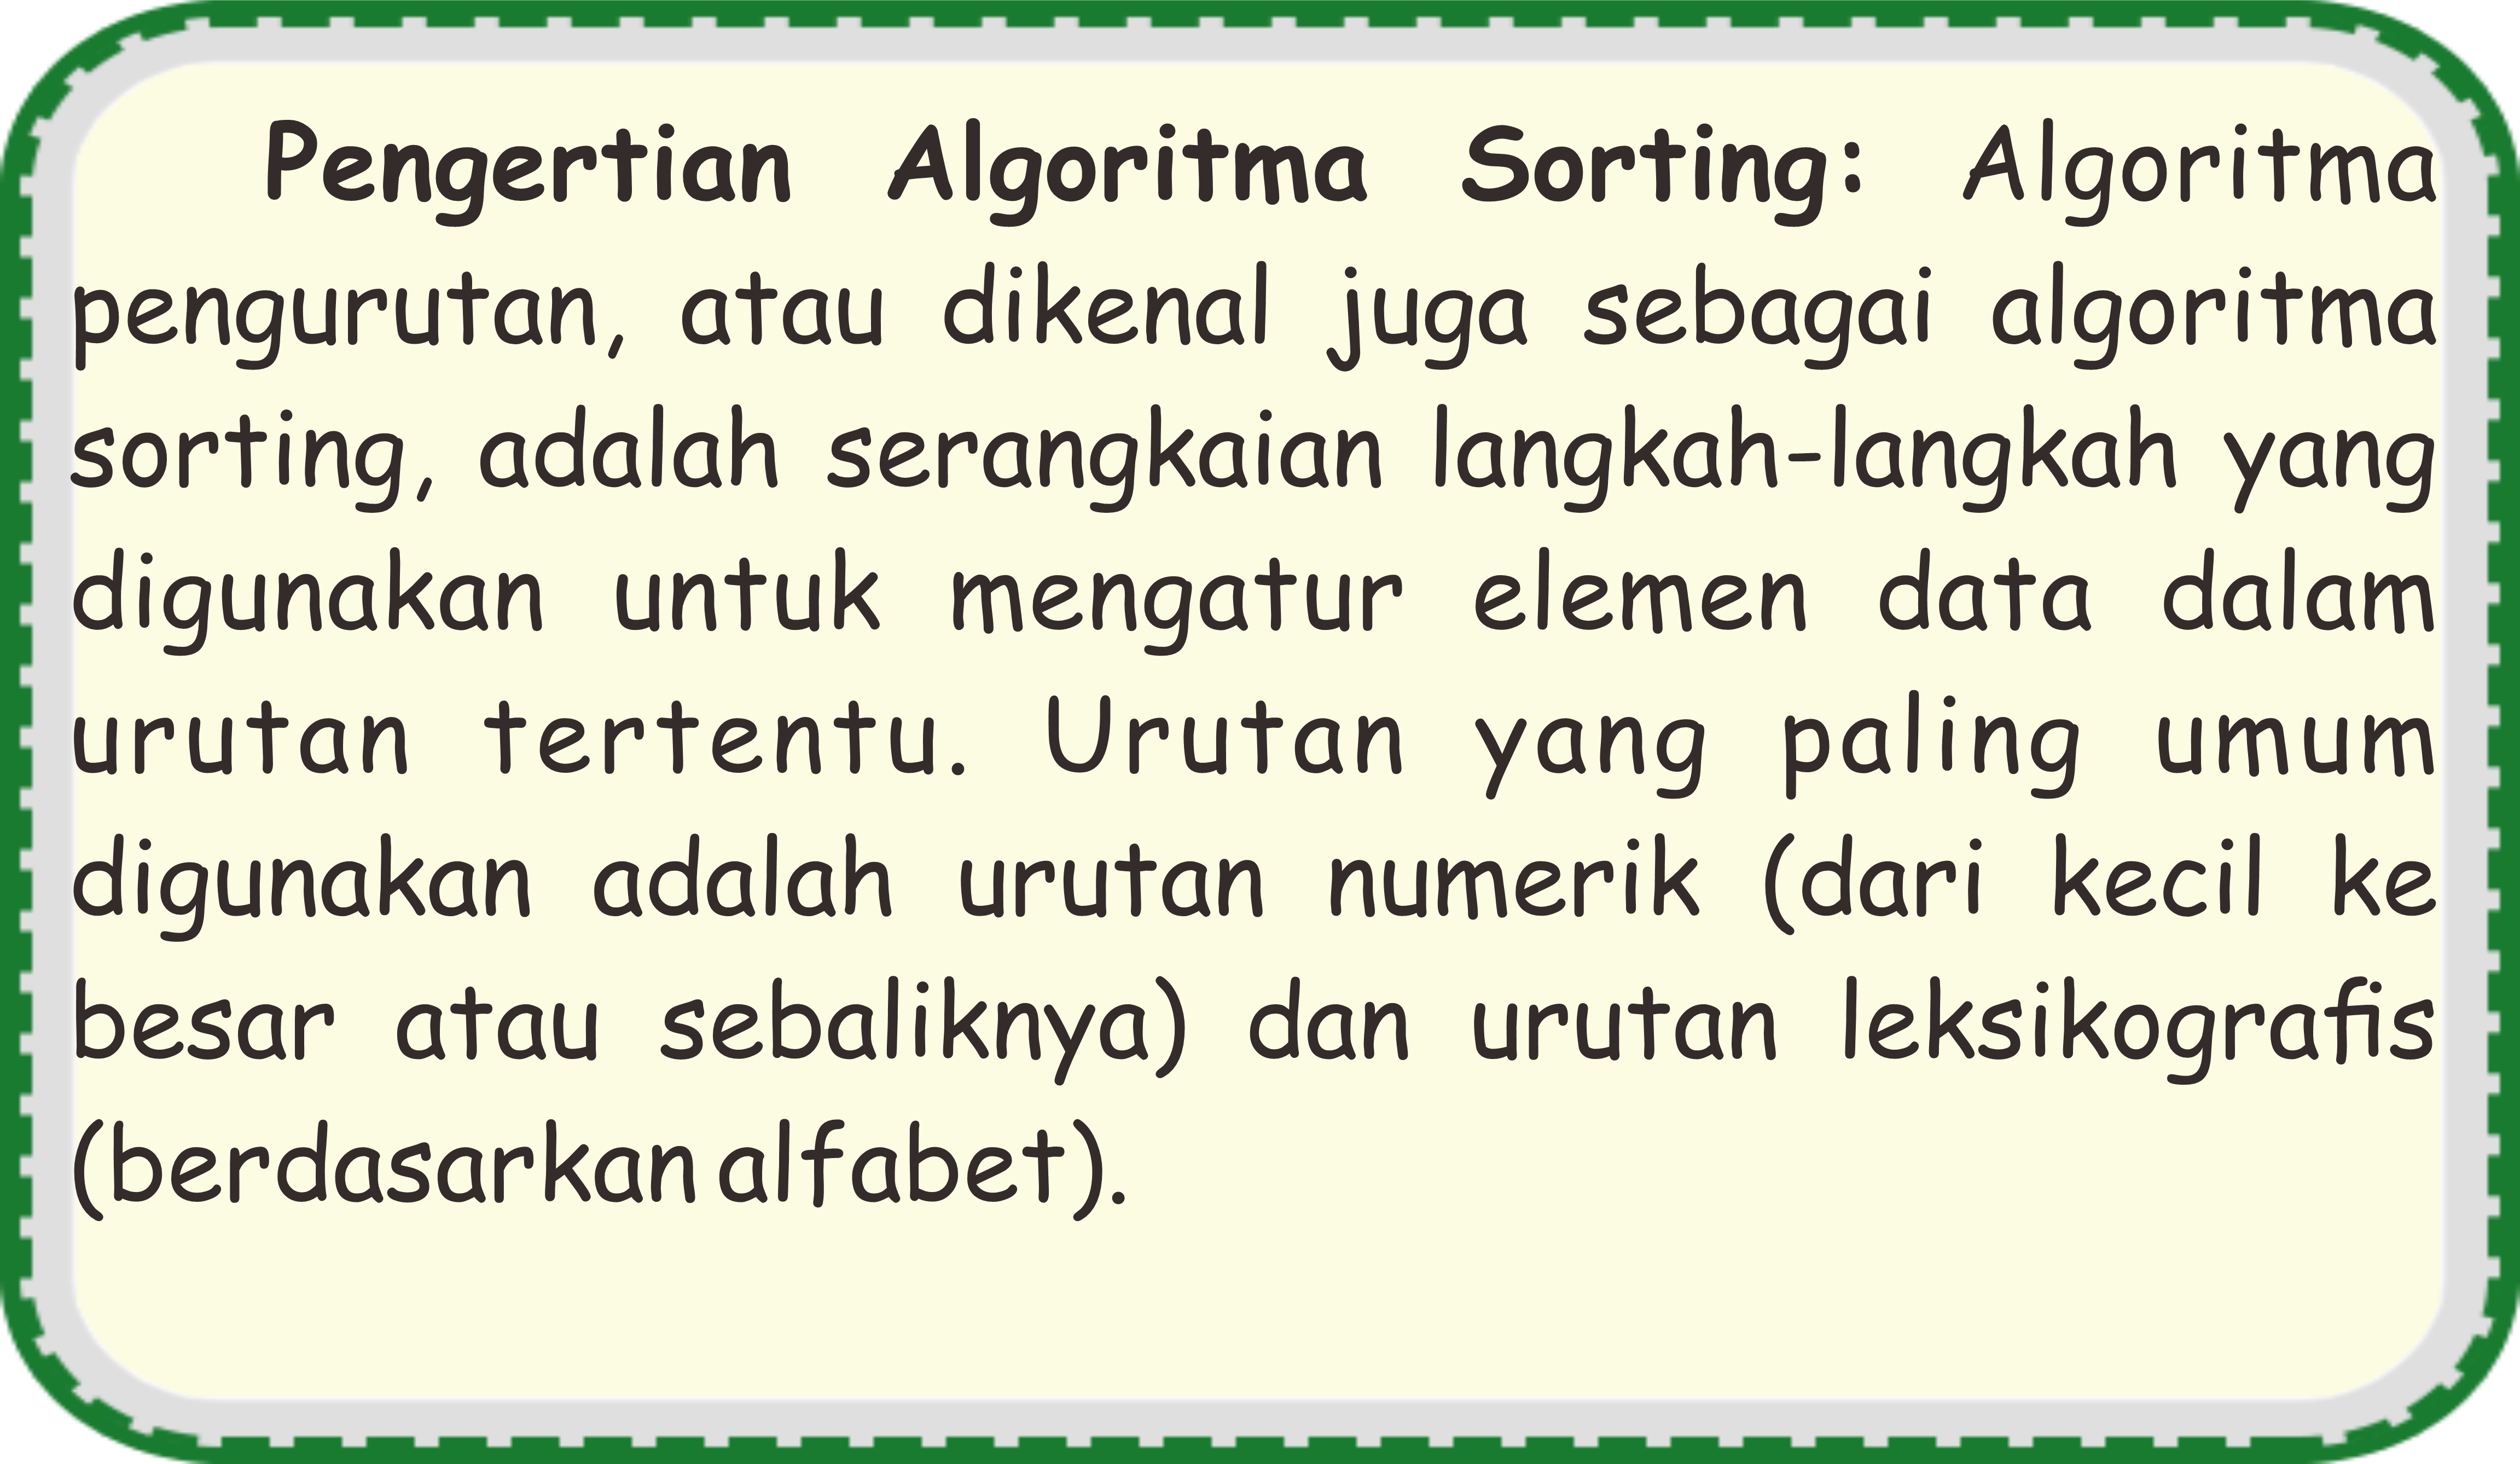 Pengertian Algoritma Sorting: Algoritma
pengurutan, atau dikenal juga sebagai algoritma
sorting, adalah serangkaian langkah-langkah yang
digunakan untuk mengatur elemen data dalam
urutan tertentu. Urutan yang paling umum
digunakan adalah urutan numerik (dari kecil ke
besar atau sebaliknya) dan urutan leksikografis
(berdasarkan alfabet).